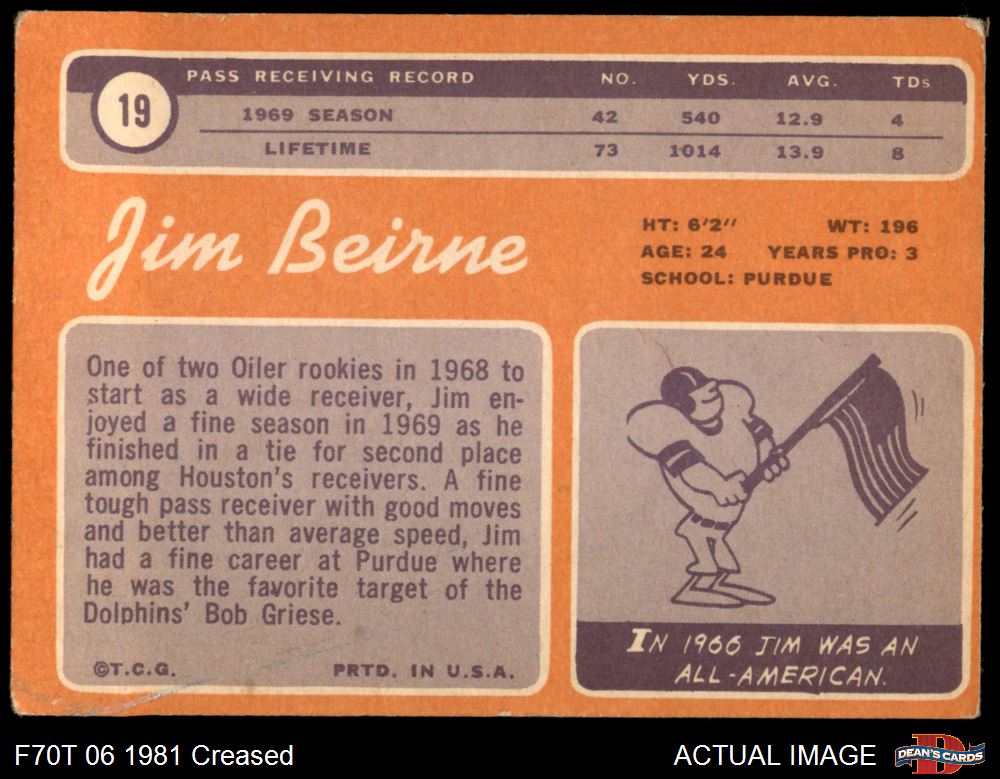 19
PASS RECEIVING RECORD NO. YDS. AVG. TDs
1969 SEASON 42 540 12.9 4
LIFETIME 73 1014 13.9 8
Jim Beirne
HT: 6'2" WT: 196
AGE: 24 YEARS PRO: 3
SCHOOL: PURDUE
One of two Oiler rookies in 1968 to
start as a wide receiver, Jim en-
joyed a fine season in 1969 as he
finished in a tie for second place
among Houston's receivers. A fine
tough pass receiver with good moves
and better than average speed, Jim
had a fine career at Purdue where
he was the favorite target of the
Dolphins' Bob Griese.
©T.C.G. PRTD. IN U.S.A.
IN 1966 JIM WAS AN
ALL-AMERICAN.
F70T 06 1981 Creased
ACTUAL IMAGE
DEAN'S CARDS